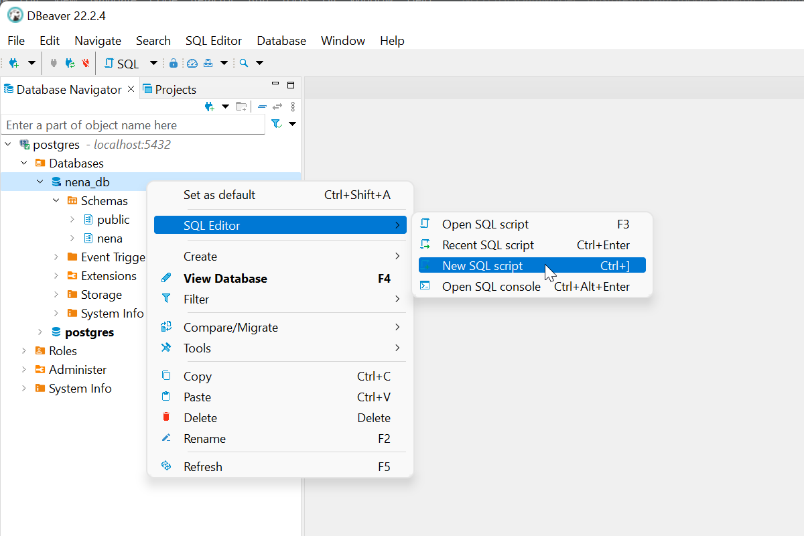 DBeaver 22.2.4
File Edit Navigate Search SQL Editor Database Window Help
SQL
Database Navigator Projects
Enter a part of object name here
postgres - localhost:5432
Databases
nena_db
Schemas
public
nena
Event Trigge
Extensions
Storage
System Info
postgres
Roles
Administer
System Info
Set as default Ctrl+Shift+A
SQL Editor
Create
View Database F4
Filter
Compare/Migrate
Tools
Copy Ctrl+C
Paste Ctrl+V
Delete Delete
Rename F2
Refresh F5
Open SQL script F3
Recent SQL script Ctrl+Enter
New SQL script Ctrl+]
Open SQL console Ctrl+Alt+Enter